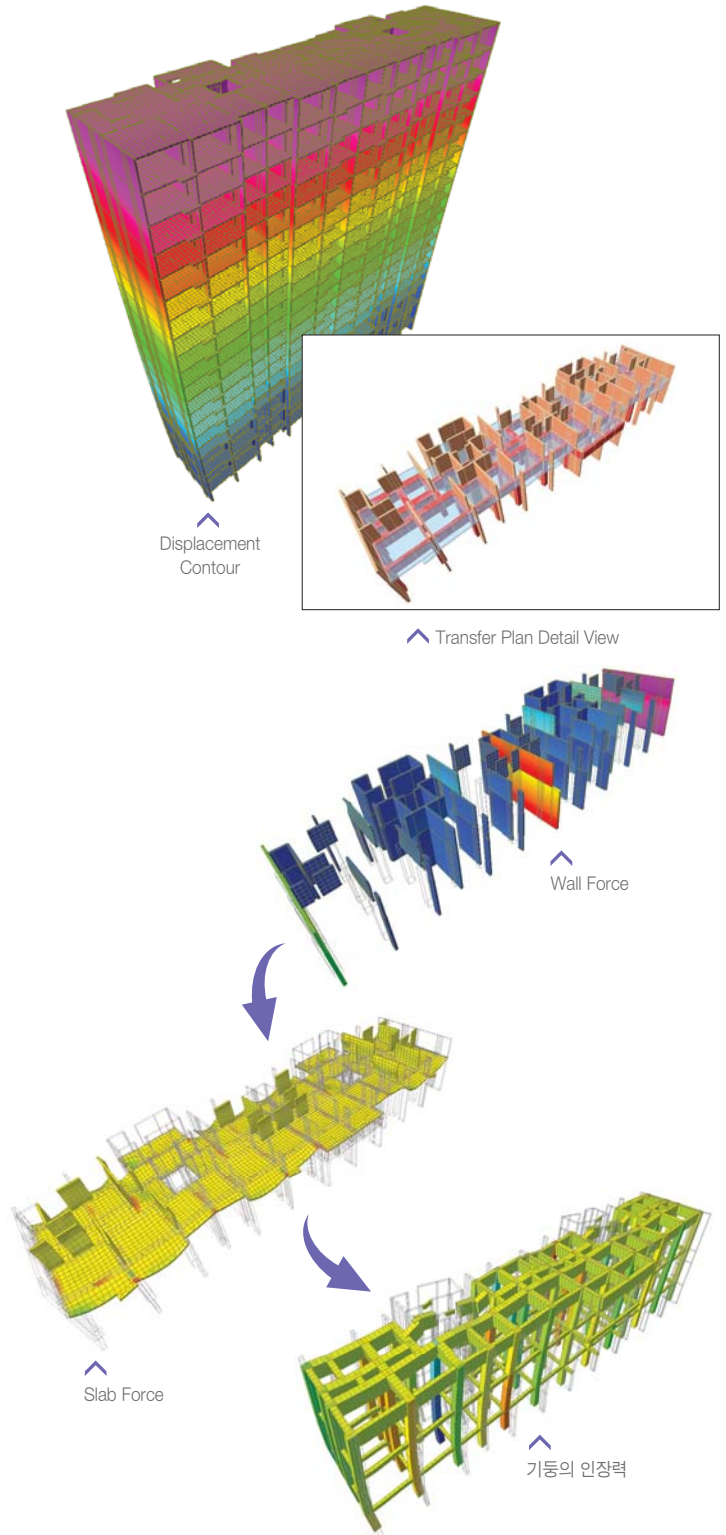 Displacement
Contour
Transfer Plan Detail View
Wall Force
Slab Force
기둥의 인장력